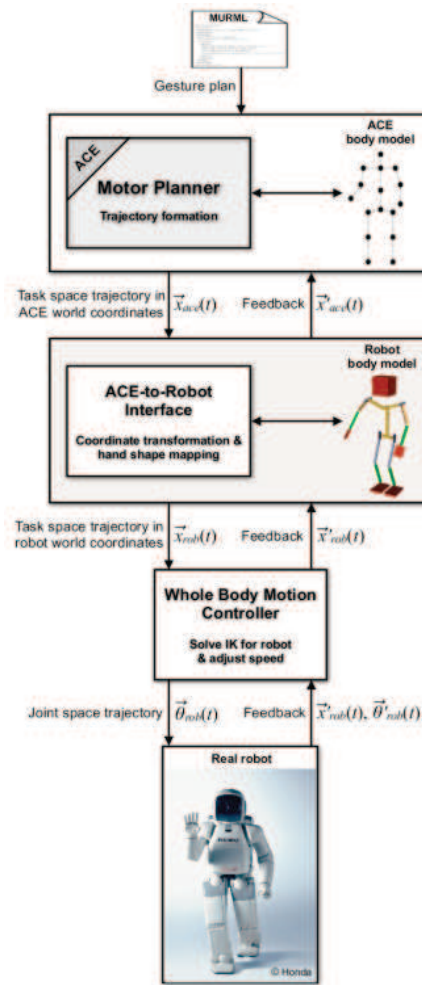 MURML
Gesture plan
ACE
body model
ACE
Motor Planner
Trajectory formation
Task space trajectory in
ACE world coordinates
x⃗ace(t)
Feedback
x⃗'ace(t)
Robot
body model
ACE-to-Robot
Interface
Coordinate transformation &
hand shape mapping
Task space trajectory in
robot world coordinates
x⃗rob(t)
Feedback
x⃗'rob(t)
Whole Body Motion
Controller
Solve IK for robot
& adjust speed
Joint space trajectory
θ⃗rob(t)
Feedback
x⃗'rob(t), θ⃗'rob(t)
Real robot
© Honda